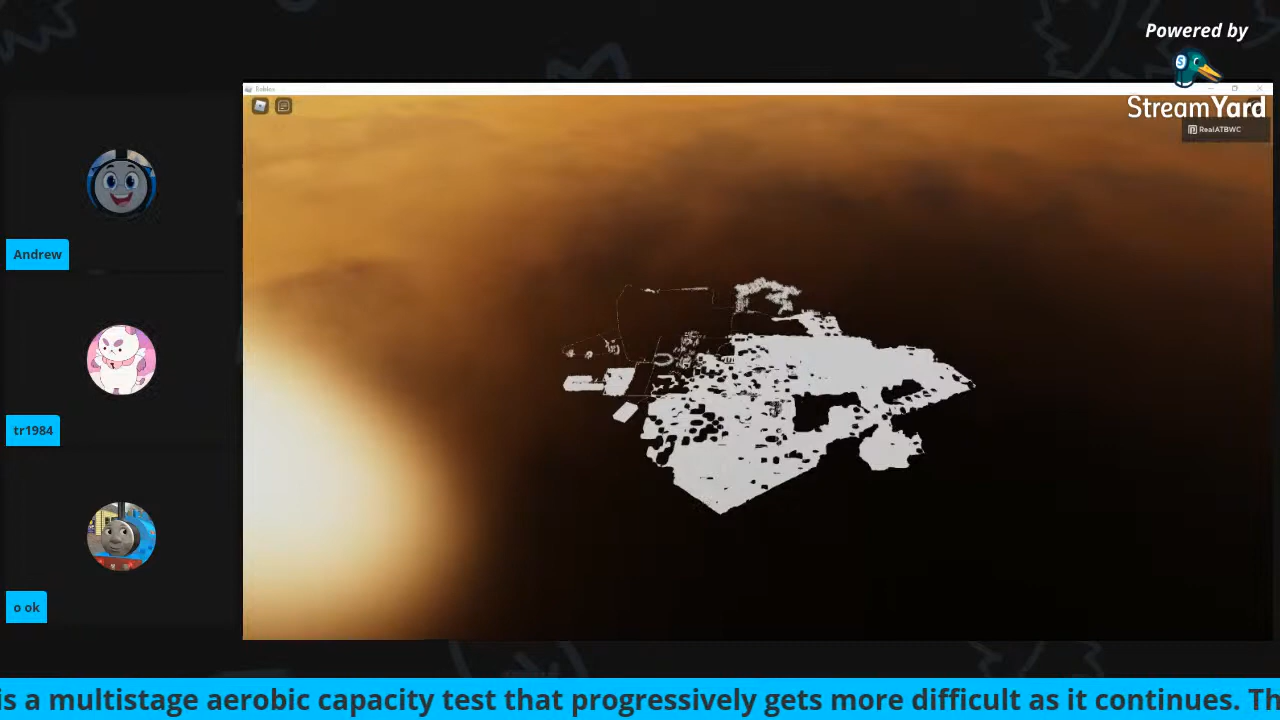 Powered by
StreamYard
Roblox
RealATBWC
Andrew
tr1984
o ok
is a multistage aerobic capacity test that progressively gets more difficult as it continues. Th